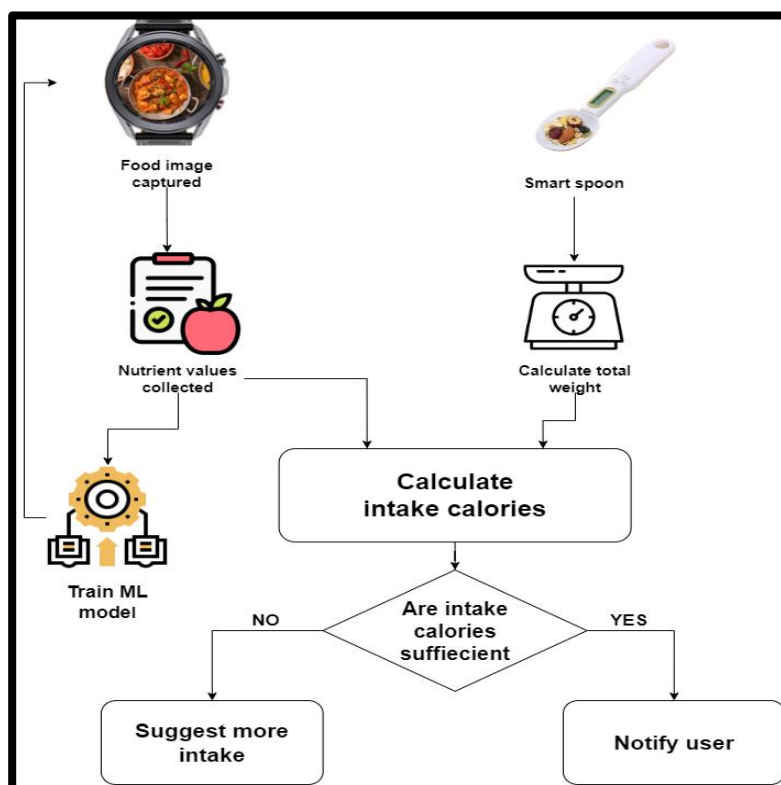 Food image
captured
Smart spoon
Nutrient values
collected
Calculate total
weight
Calculate
intake calories
Train ML
model
Are intake
calories
suffiecient
NO
YES
Suggest more
intake
Notify user